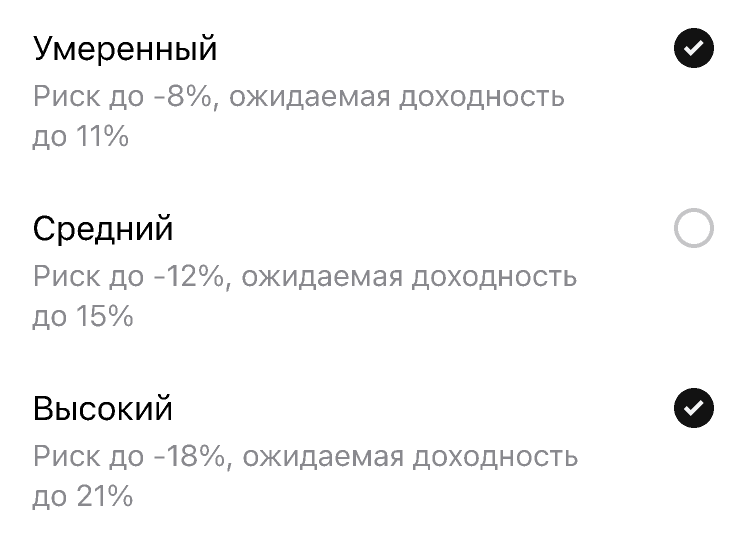 Умеренный
Риск до -8%, ожидаемая доходность
до 11%
Средний
Риск до -12%, ожидаемая доходность
до 15%
Высокий
Риск до -18%, ожидаемая доходность
до 21%